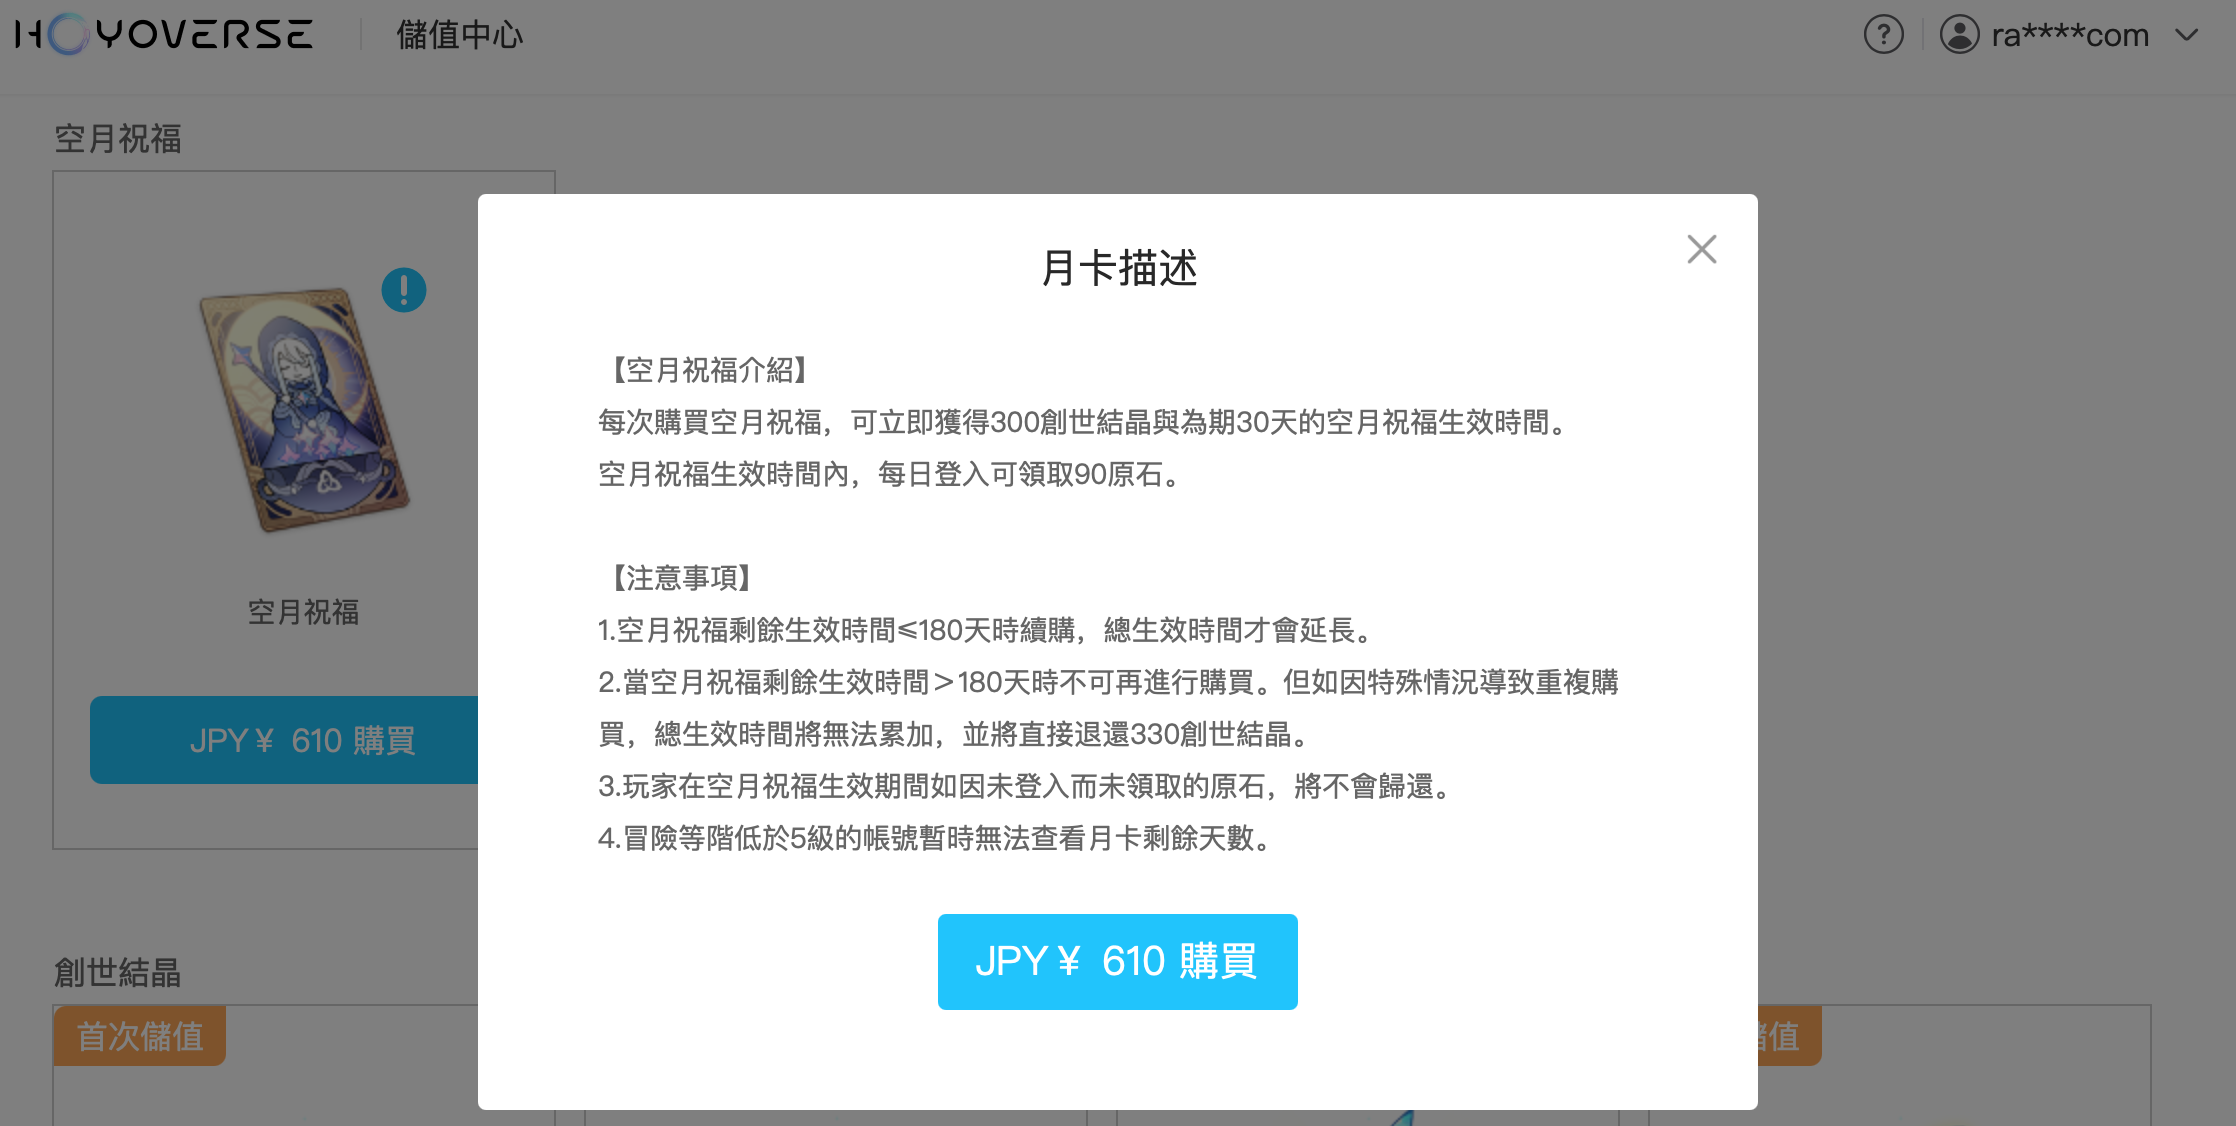 HOYOVERSE
儲值中心
ra****com
空月祝福
空月祝福
JPY¥ 610 購買
月卡描述
【空月祝福介紹】
每次購買空月祝福，可立即獲得300創世結晶與為期30天的空月祝福生效時間。
空月祝福生效時間內，每日登入可領取90原石。
【注意事項】
1.空月祝福剩餘生效時間≤180天時續購，總生效時間才會延長。
2.當空月祝福剩餘生效時間＞180天時不可再進行購買。但如因特殊情況導致重複購
買，總生效時間將無法累加，並將直接退還330創世結晶。
3.玩家在空月祝福生效期間如因未登入而未領取的原石，將不會歸還。
4.冒險等階低於5級的帳號暫時無法查看月卡剩餘天數。
JPY¥ 610 購買
創世結晶
首次儲值
儲值